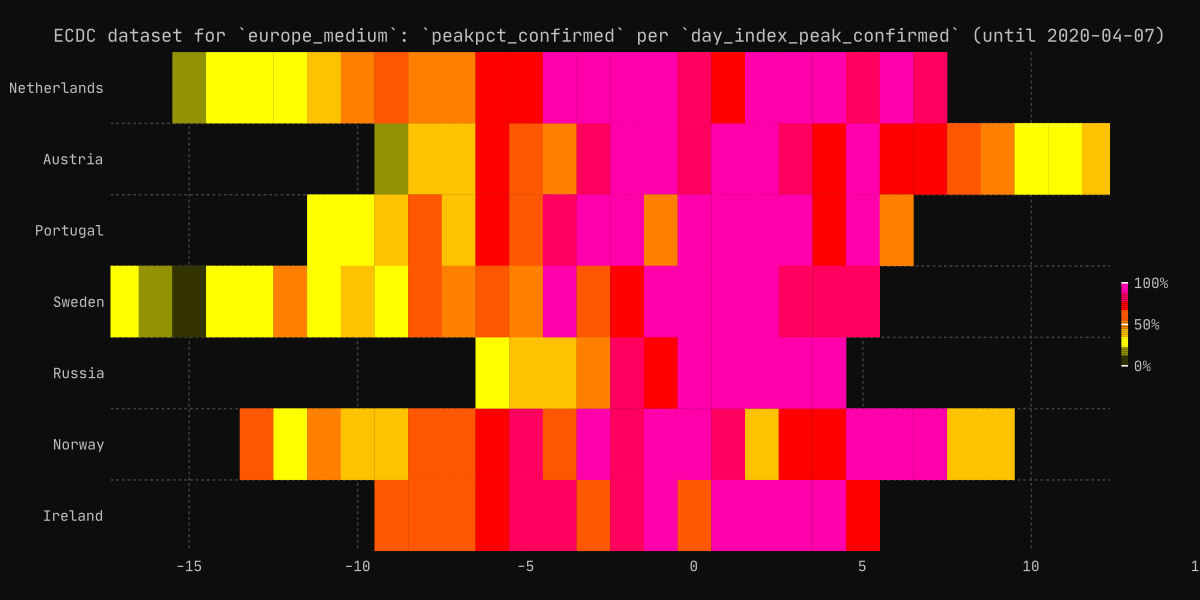 ECDC dataset for `europe_medium`: `peakpct_confirmed` per `day_index_peak_confirmed` (until 2020-04-07)
Netherlands
Austria
Portugal
Sweden
Russia
Norway
Ireland
100%
50%
0%
-15 -10 -5 0 5 10 1